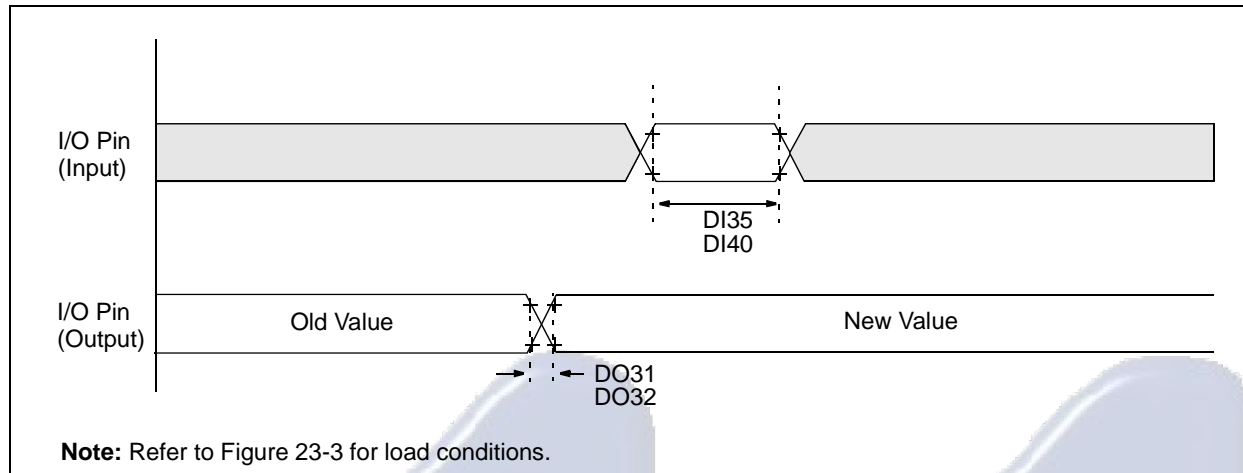 I/O Pin
(Input)
DI35
DI40
I/O Pin
(Output)
Old Value
New Value
DO31
DO32
Note: Refer to Figure 23-3 for load conditions.